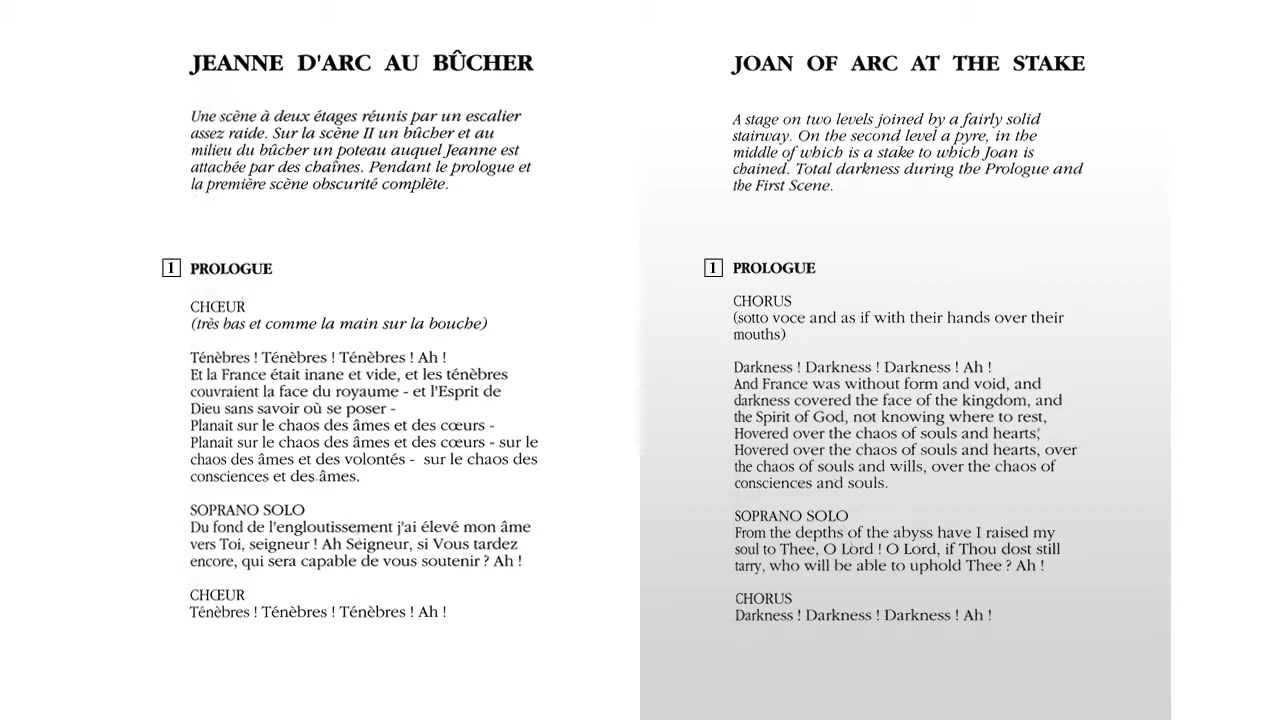 JEANNE D'ARC AU BÛCHER
Une scène à deux étages réunis par un escalier
assez raide. Sur la scène II un bûcher et au
milieu du bûcher un poteau auquel Jeanne est
attachée par des chaînes. Pendant le prologue et
la première scène obscurité complète.
1 PROLOGUE
CHŒUR
(très bas et comme la main sur la bouche)
Ténèbres ! Ténèbres ! Ténèbres ! Ah !
Et la France était inane et vide, et les ténèbres
couvraient la face du royaume - et l'Esprit de
Dieu sans savoir où se poser -
Planait sur le chaos des âmes et des cœurs -
Planait sur le chaos des âmes et des cœurs - sur le
chaos des âmes et des volontés - sur le chaos des
consciences et des âmes.
SOPRANO SOLO
Du fond de l'engloutissement j'ai élevé mon âme
vers Toi, seigneur ! Ah Seigneur, si Vous tardez
encore, qui sera capable de vous soutenir ? Ah !
CHŒUR
Ténèbres ! Ténèbres ! Ténèbres ! Ah !
JOAN OF ARC AT THE STAKE
A stage on two levels joined by a fairly solid
stairway. On the second level a pyre, in the
middle of which is a stake to which Joan is
chained. Total darkness during the Prologue and
the First Scene.
1 PROLOGUE
CHORUS
(sotto voce and as if with their hands over their
mouths)
Darkness ! Darkness ! Darkness ! Ah !
And France was without form and void, and
darkness covered the face of the kingdom, and
the Spirit of God, not knowing where to rest,
Hovered over the chaos of souls and hearts;
Hovered over the chaos of souls and hearts, over
the chaos of souls and wills, over the chaos of
consciences and souls.
SOPRANO SOLO
From the depths of the abyss have I raised my
soul to Thee, O Lord ! O Lord, if Thou dost still
tarry, who will be able to uphold Thee ? Ah !
CHORUS
Darkness ! Darkness ! Darkness ! Ah !